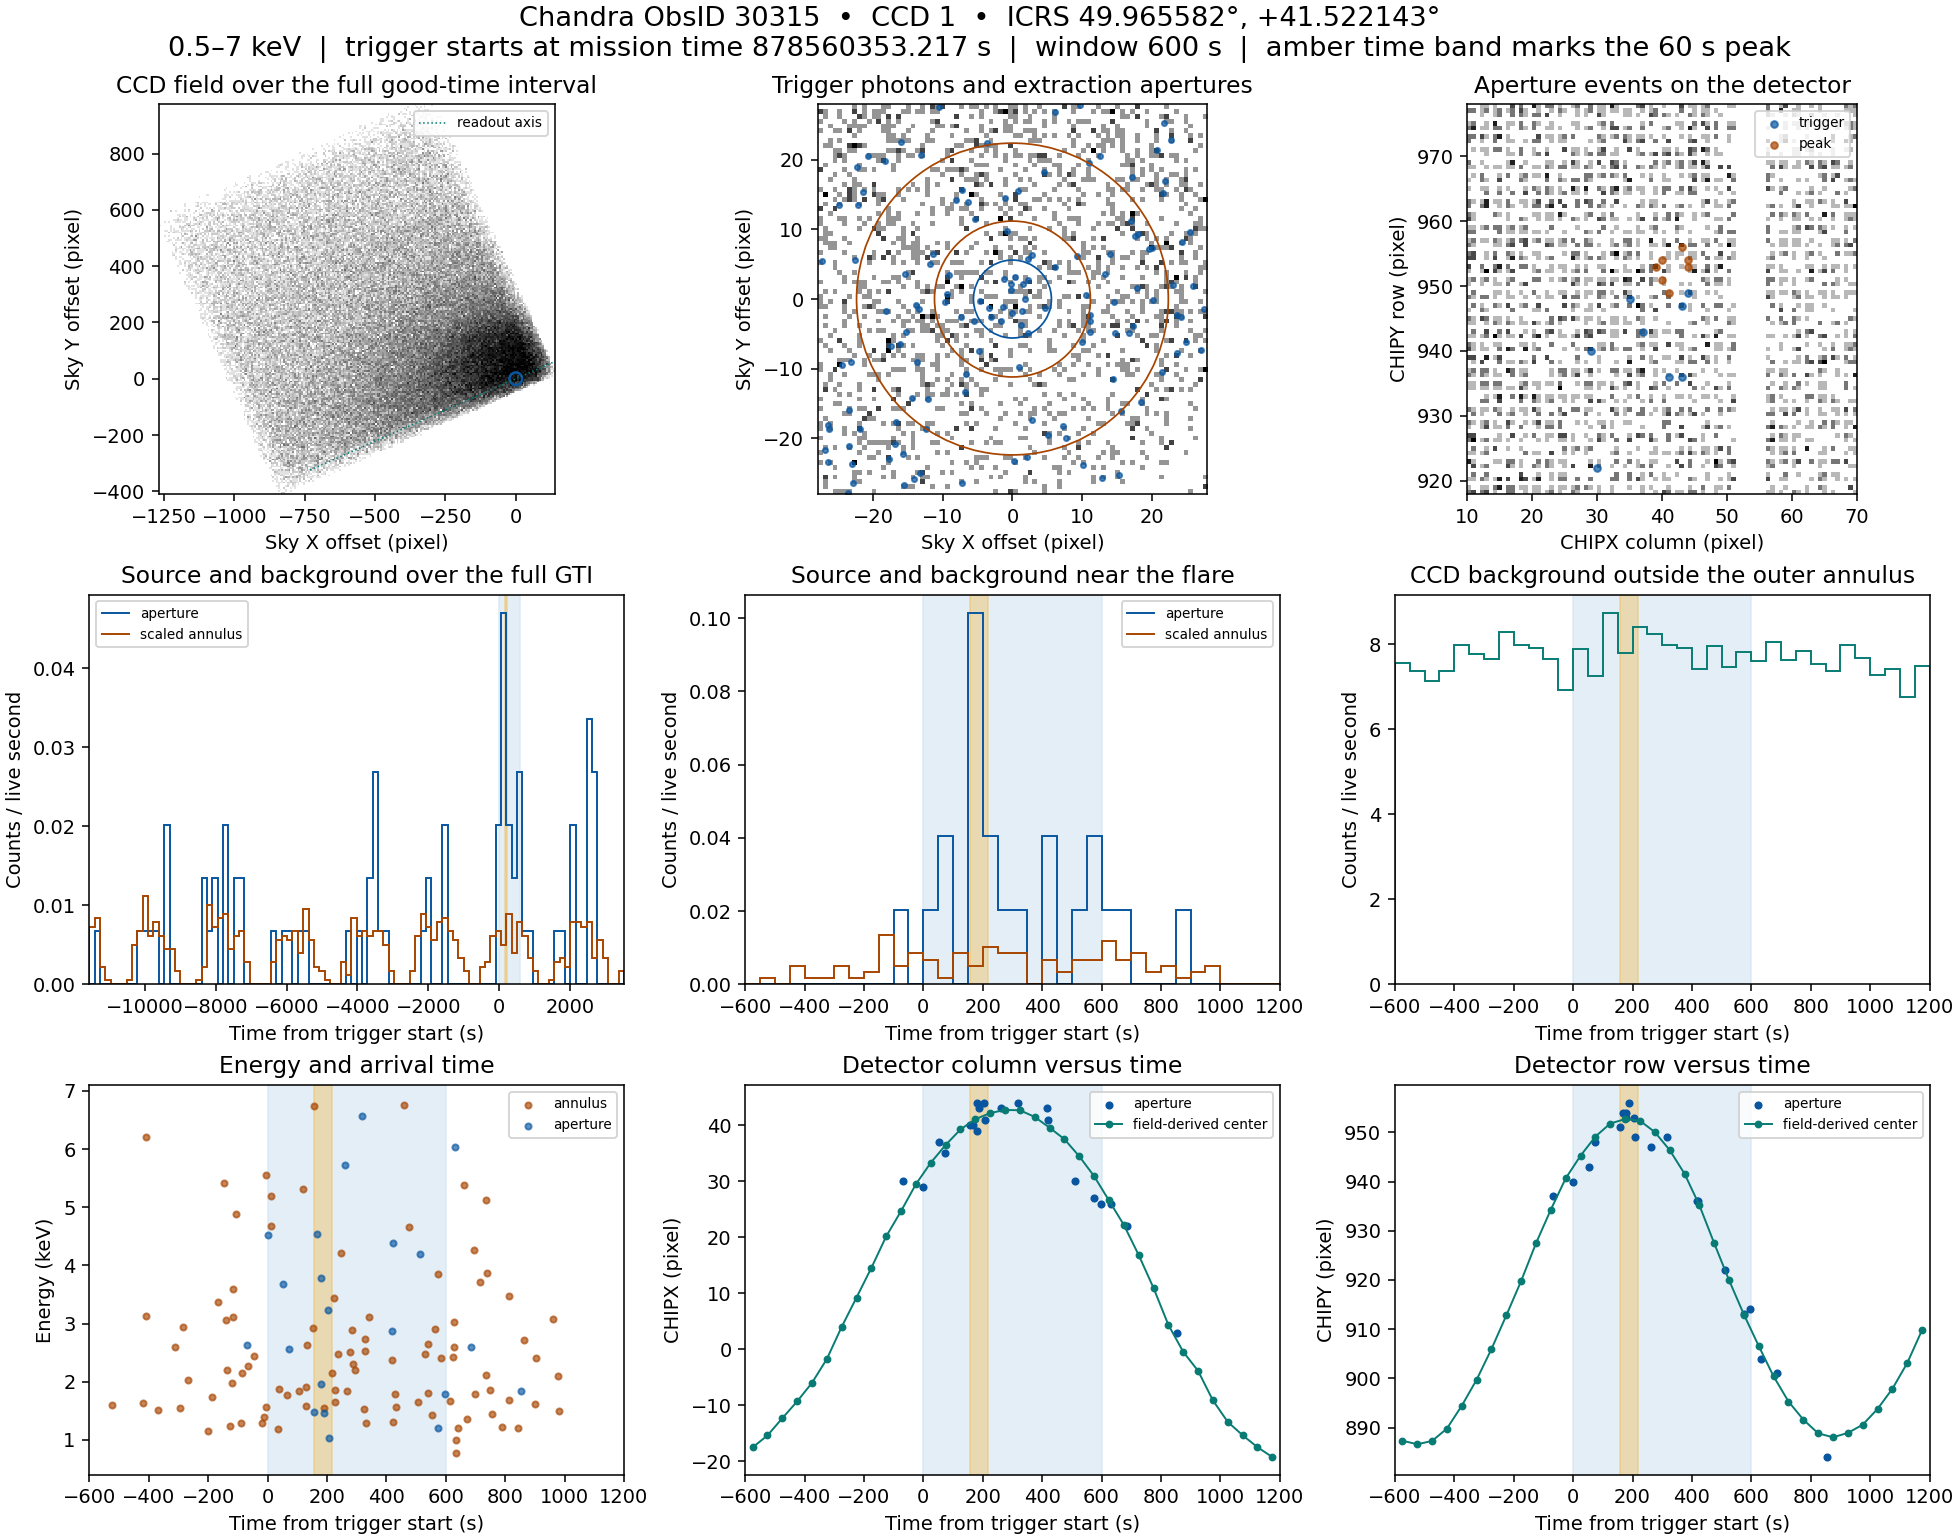 Chandra ObsID 30315 • CCD 1 • ICRS 49.965582°, +41.522143°
0.5–7 keV | trigger starts at mission time 878560353.217 s | window 600 s | amber time band marks the 60 s peak
CCD field over the full good-time interval
readout axis
800
600
400
200
0
−200
−400
Sky Y offset (pixel)
−1250 −1000 −750 −500 −250 0
Sky X offset (pixel)
Trigger photons and extraction apertures
20
10
0
−10
−20
Sky Y offset (pixel)
−20 −10 0 10 20
Sky X offset (pixel)
Aperture events on the detector
trigger
peak
970
960
950
940
930
920
CHIPY row (pixel)
10 20 30 40 50 60 70
CHIPX column (pixel)
Source and background over the full GTI
aperture
scaled annulus
0.04
0.03
0.02
0.01
0.00
Counts / live second
−10000 −8000 −6000 −4000 −2000 0 2000
Time from trigger start (s)
Source and background near the flare
aperture
scaled annulus
0.10
0.08
0.06
0.04
0.02
0.00
Counts / live second
−600 −400 −200 0 200 400 600 800 1000 1200
Time from trigger start (s)
CCD background outside the outer annulus
8
6
4
2
0
Counts / live second
−600 −400 −200 0 200 400 600 800 1000 1200
Time from trigger start (s)
Energy and arrival time
annulus
aperture
7
6
5
4
3
2
1
Energy (keV)
−600 −400 −200 0 200 400 600 800 1000 1200
Time from trigger start (s)
Detector column versus time
aperture
field-derived center
40
30
20
10
0
−10
−20
CHIPX (pixel)
−600 −400 −200 0 200 400 600 800 1000 1200
Time from trigger start (s)
Detector row versus time
aperture
field-derived center
950
940
930
920
910
900
890
CHIPY (pixel)
−600 −400 −200 0 200 400 600 800 1000 1200
Time from trigger start (s)